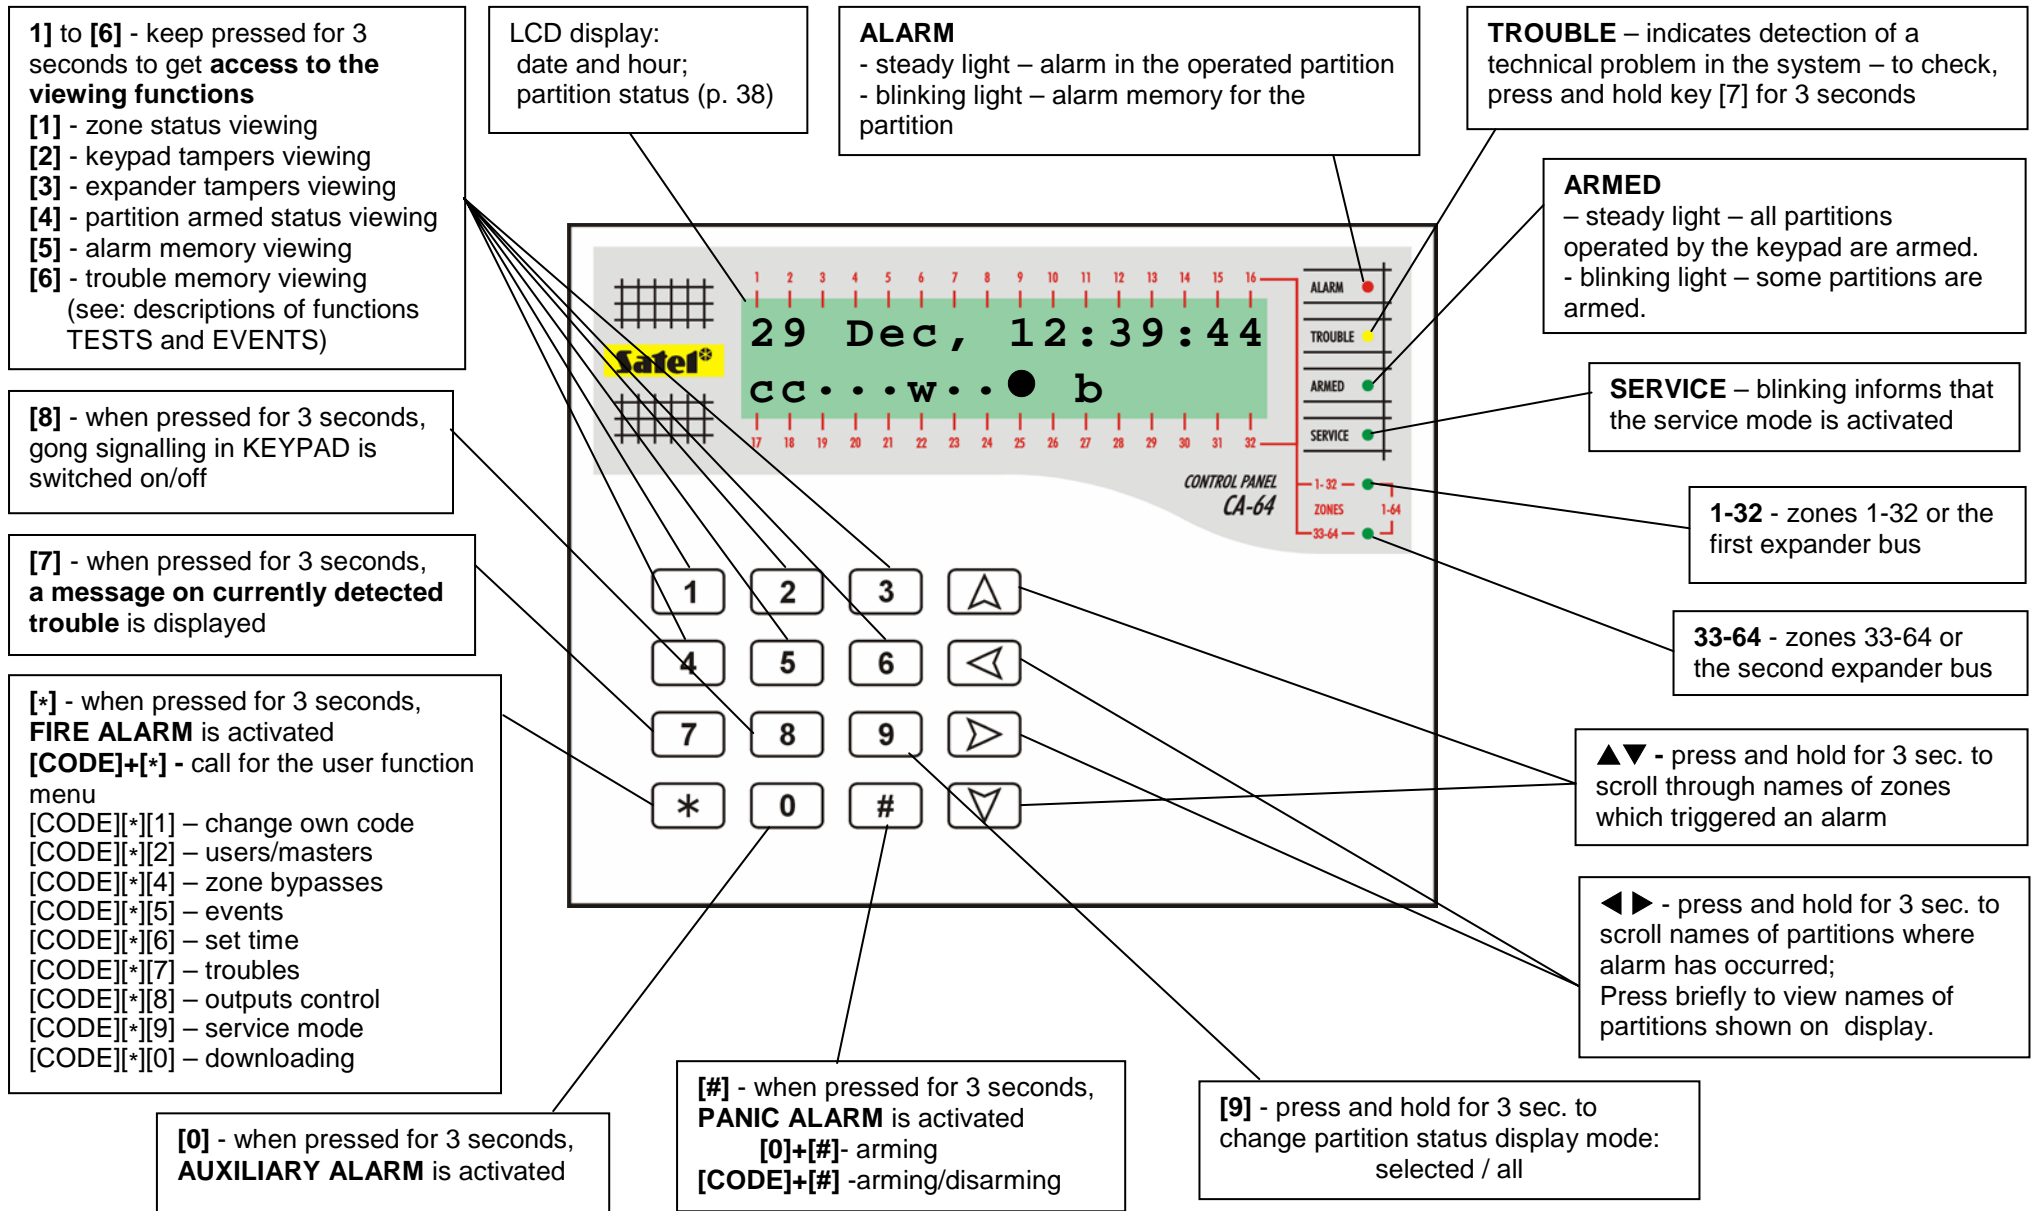 1] to [6] - keep pressed for 3
seconds to get access to the
viewing functions
[1] - zone status viewing
[2] - keypad tampers viewing
[3] - expander tampers viewing
[4] - partition armed status viewing
[5] - alarm memory viewing
[6] - trouble memory viewing
(see: descriptions of functions
TESTS and EVENTS)
LCD display:
date and hour;
partition status (p. 38)
ALARM
- steady light – alarm in the operated partition
- blinking light – alarm memory for the
partition
TROUBLE – indicates detection of a
technical problem in the system – to check,
press and hold key [7] for 3 seconds
ARMED
– steady light – all partitions
operated by the keypad are armed.
- blinking light – some partitions are
armed.
SERVICE – blinking informs that
the service mode is activated
1-32 - zones 1-32 or the
first expander bus
33-64 - zones 33-64 or
the second expander bus
[8] - when pressed for 3 seconds,
gong signalling in KEYPAD is
switched on/off
[7] - when pressed for 3 seconds,
a message on currently detected
trouble is displayed
[*] - when pressed for 3 seconds,
FIRE ALARM is activated
[CODE]+[*] - call for the user function
menu
[CODE][*][1] – change own code
[CODE][*][2] – users/masters
[CODE][*][4] – zone bypasses
[CODE][*][5] – events
[CODE][*][6] – set time
[CODE][*][7] – troubles
[CODE][*][8] – outputs control
[CODE][*][9] – service mode
[CODE][*][0] – downloading
1 2 3 4 5 6 7 8 9 10 11 12 13 14 15 16
29 Dec, 12:39:44
cc···w··● b
17 18 19 20 21 22 23 24 25 26 27 28 29 30 31 32
Satel
ALARM
TROUBLE
ARMED
SERVICE
CONTROL PANEL
CA-64
1-32
ZONES 1-64
33-64
1 2 3
4 5 6
7 8 9
* 0 #
▲▼ - press and hold for 3 sec. to
scroll through names of zones
which triggered an alarm
◀ ▶ - press and hold for 3 sec. to
scroll names of partitions where
alarm has occurred;
Press briefly to view names of
partitions shown on display.
[0] - when pressed for 3 seconds,
AUXILIARY ALARM is activated
[#] - when pressed for 3 seconds,
PANIC ALARM is activated
[0]+[#]- arming
[CODE]+[#] -arming/disarming
[9] - press and hold for 3 sec. to
change partition status display mode:
selected / all